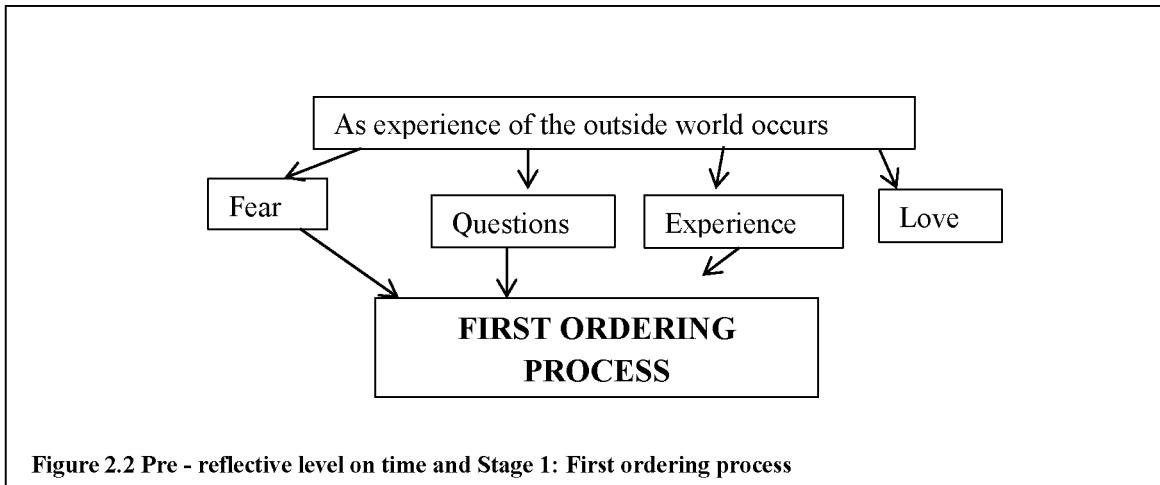 As experience of the outside world occurs
Fear
Questions
Experience
Love
FIRST ORDERING
PROCESS
Figure 2.2 Pre - reflective level on time and Stage 1: First ordering process